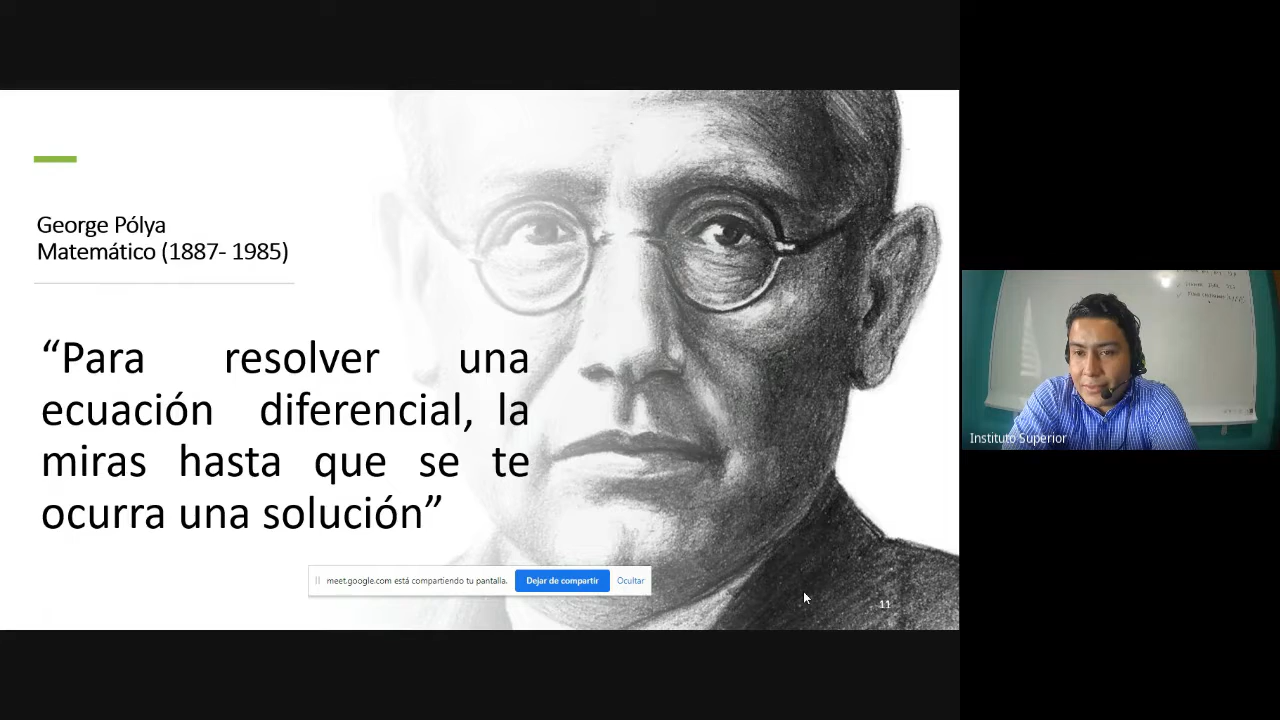 George Pólya
Matemático (1887- 1985)
“Para resolver una
ecuación diferencial, la
miras hasta que se te
ocurra una solución”
meet.google.com está compartiendo tu pantalla. Dejar de compartir Ocultar
11
Instituto Superior